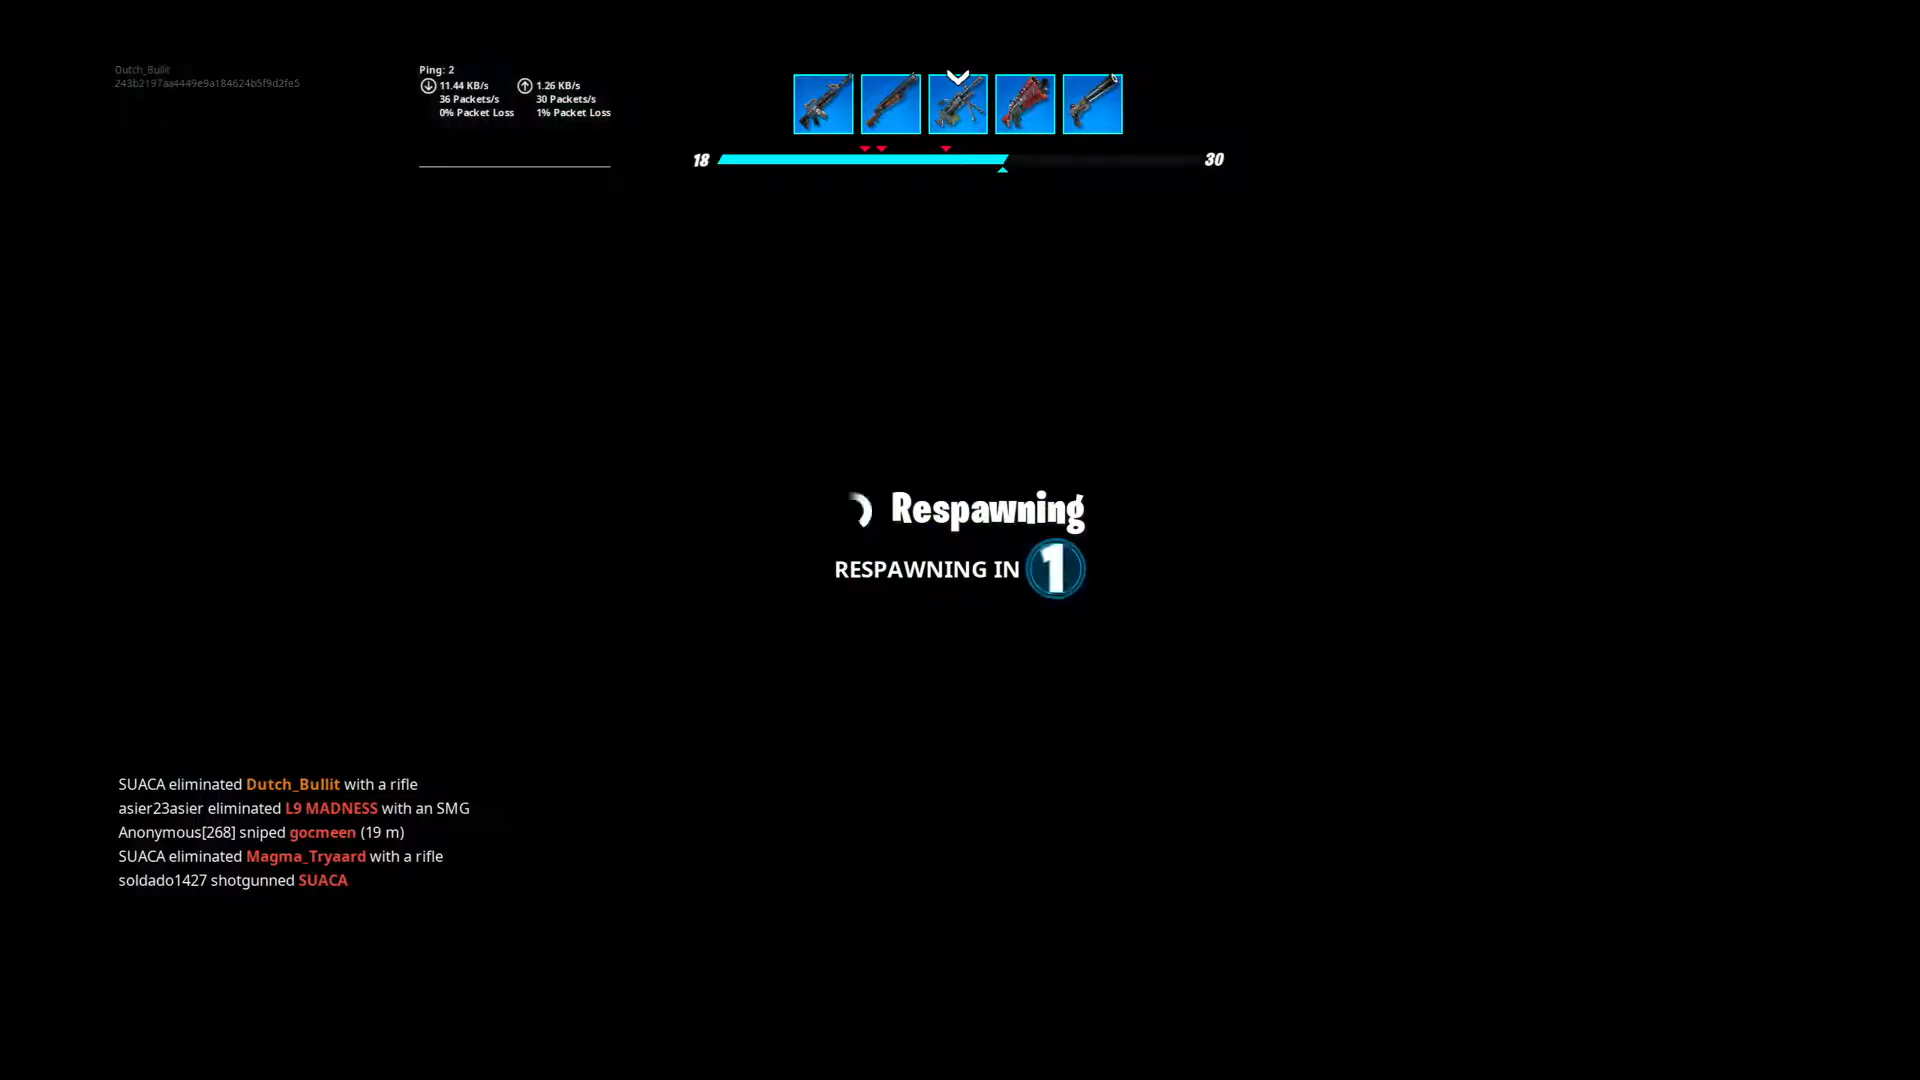 Dutch_Bullit
243b2197aa4449e9a184624b5f9d2fe5
Ping: 2
11.44 KB/s 1.26 KB/s
36 Packets/s 30 Packets/s
0% Packet Loss 1% Packet Loss
18 30
Respawning
RESPAWNING IN 1
SUACA eliminated Dutch_Bullit with a rifle
asier23asier eliminated L9 MADNESS with an SMG
Anonymous[268] sniped gocmeen (19 m)
SUACA eliminated Magma_Tryaard with a rifle
soldado1427 shotgunned SUACA